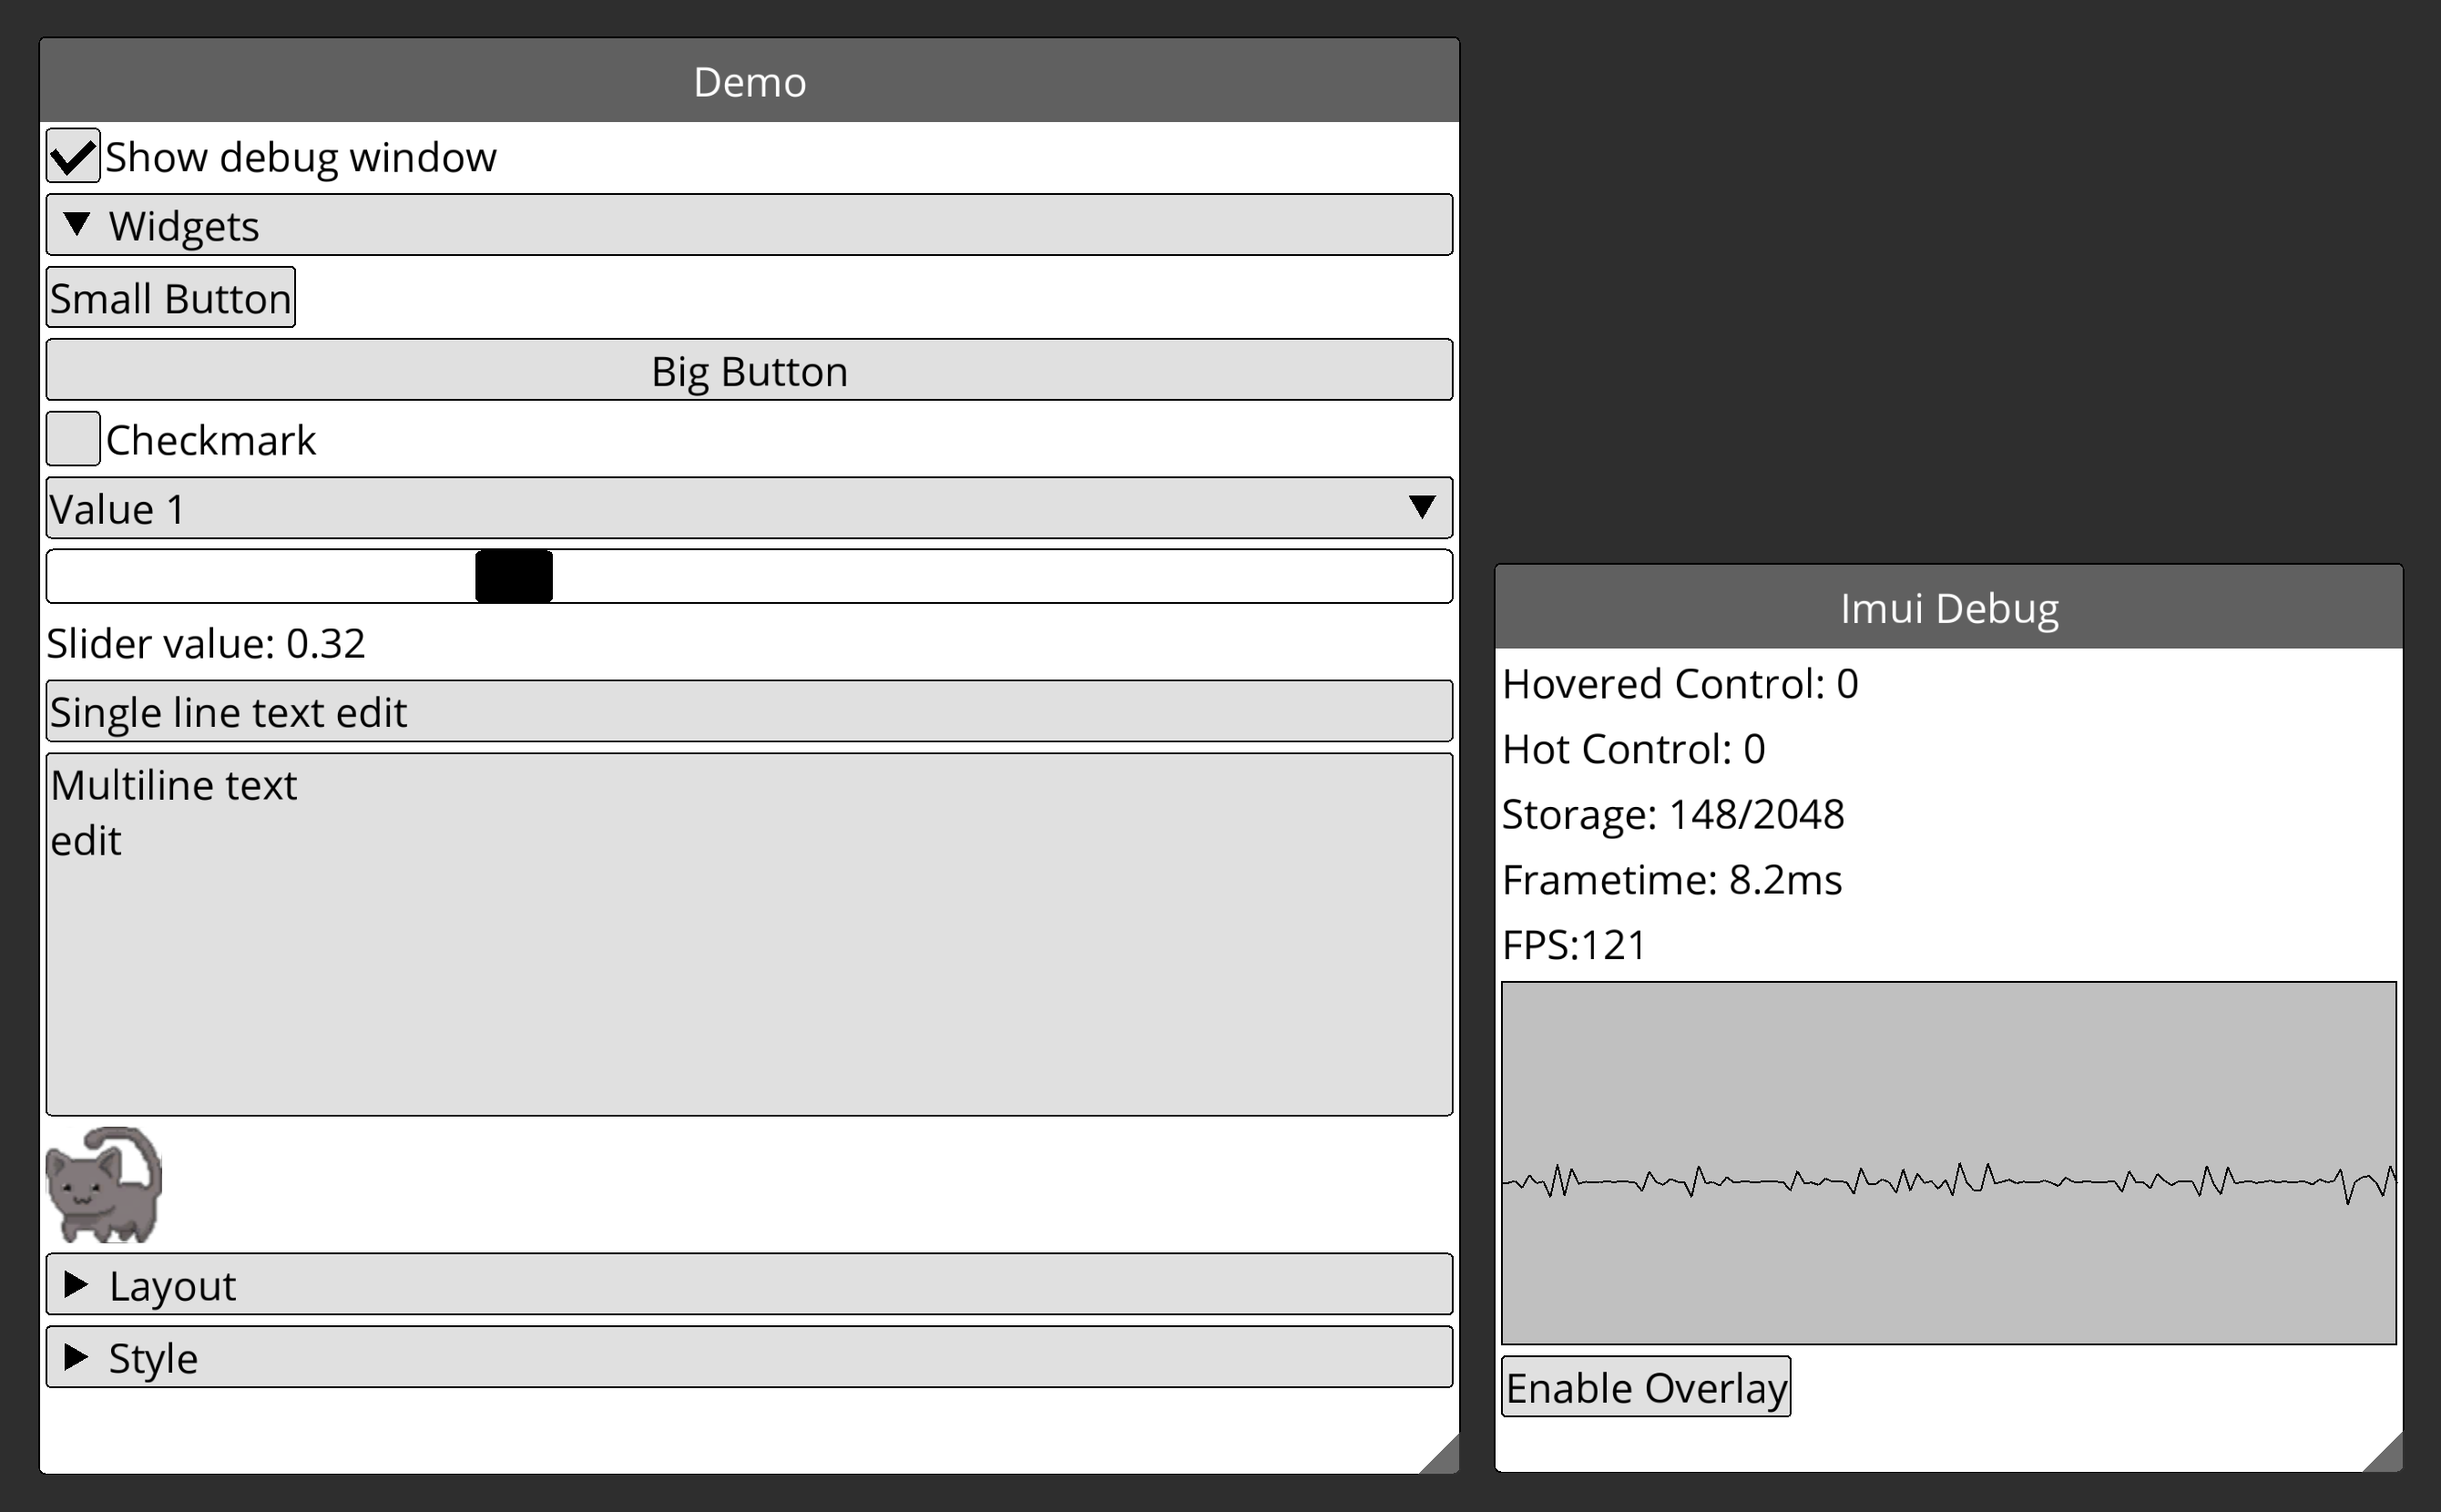 Demo
Show debug window
Widgets
Small Button
Big Button
Checkmark
Value 1
Slider value: 0.32
Single line text edit
Multiline text
edit
Layout
Style
Imui Debug
Hovered Control: 0
Hot Control: 0
Storage: 148/2048
Frametime: 8.2ms
FPS:121
Enable Overlay